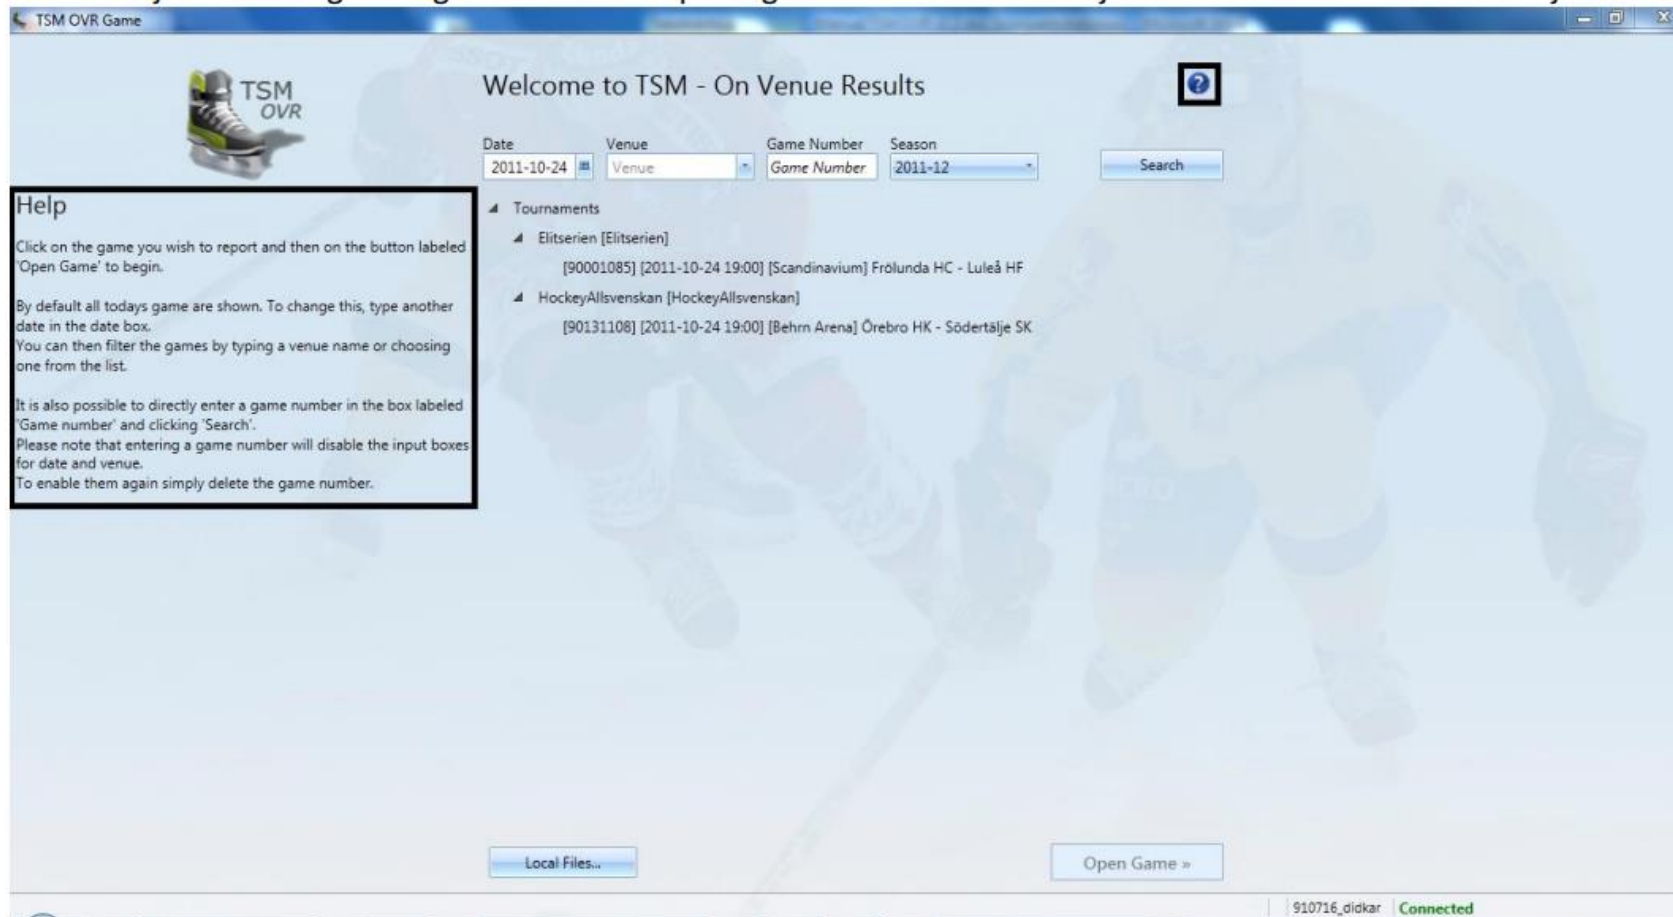 TSM OVR Game
TSM
OVR
Welcome to TSM - On Venue Results
Date Venue Game Number Season
2011-10-24 Venue Game Number 2011-12 Search
Help
Click on the game you wish to report and then on the button labeled
'Open Game' to begin.
By default all todays game are shown. To change this, type another
date in the date box.
You can then filter the games by typing a venue name or choosing
one from the list.
It is also possible to directly enter a game number in the box labeled
'Game number' and clicking 'Search'.
Please note that entering a game number will disable the input boxes
for date and venue.
To enable them again simply delete the game number.
Tournaments
Elitserien [Elitserien]
[90001085] [2011-10-24 19:00] [Scandinavium] Frölunda HC - Luleå HF
HockeyAllsvenskan [HockeyAllsvenskan]
[90131108] [2011-10-24 19:00] [Behrn Arena] Örebro HK - Södertälje SK
Local Files...
Open Game »
910716_didkar Connected